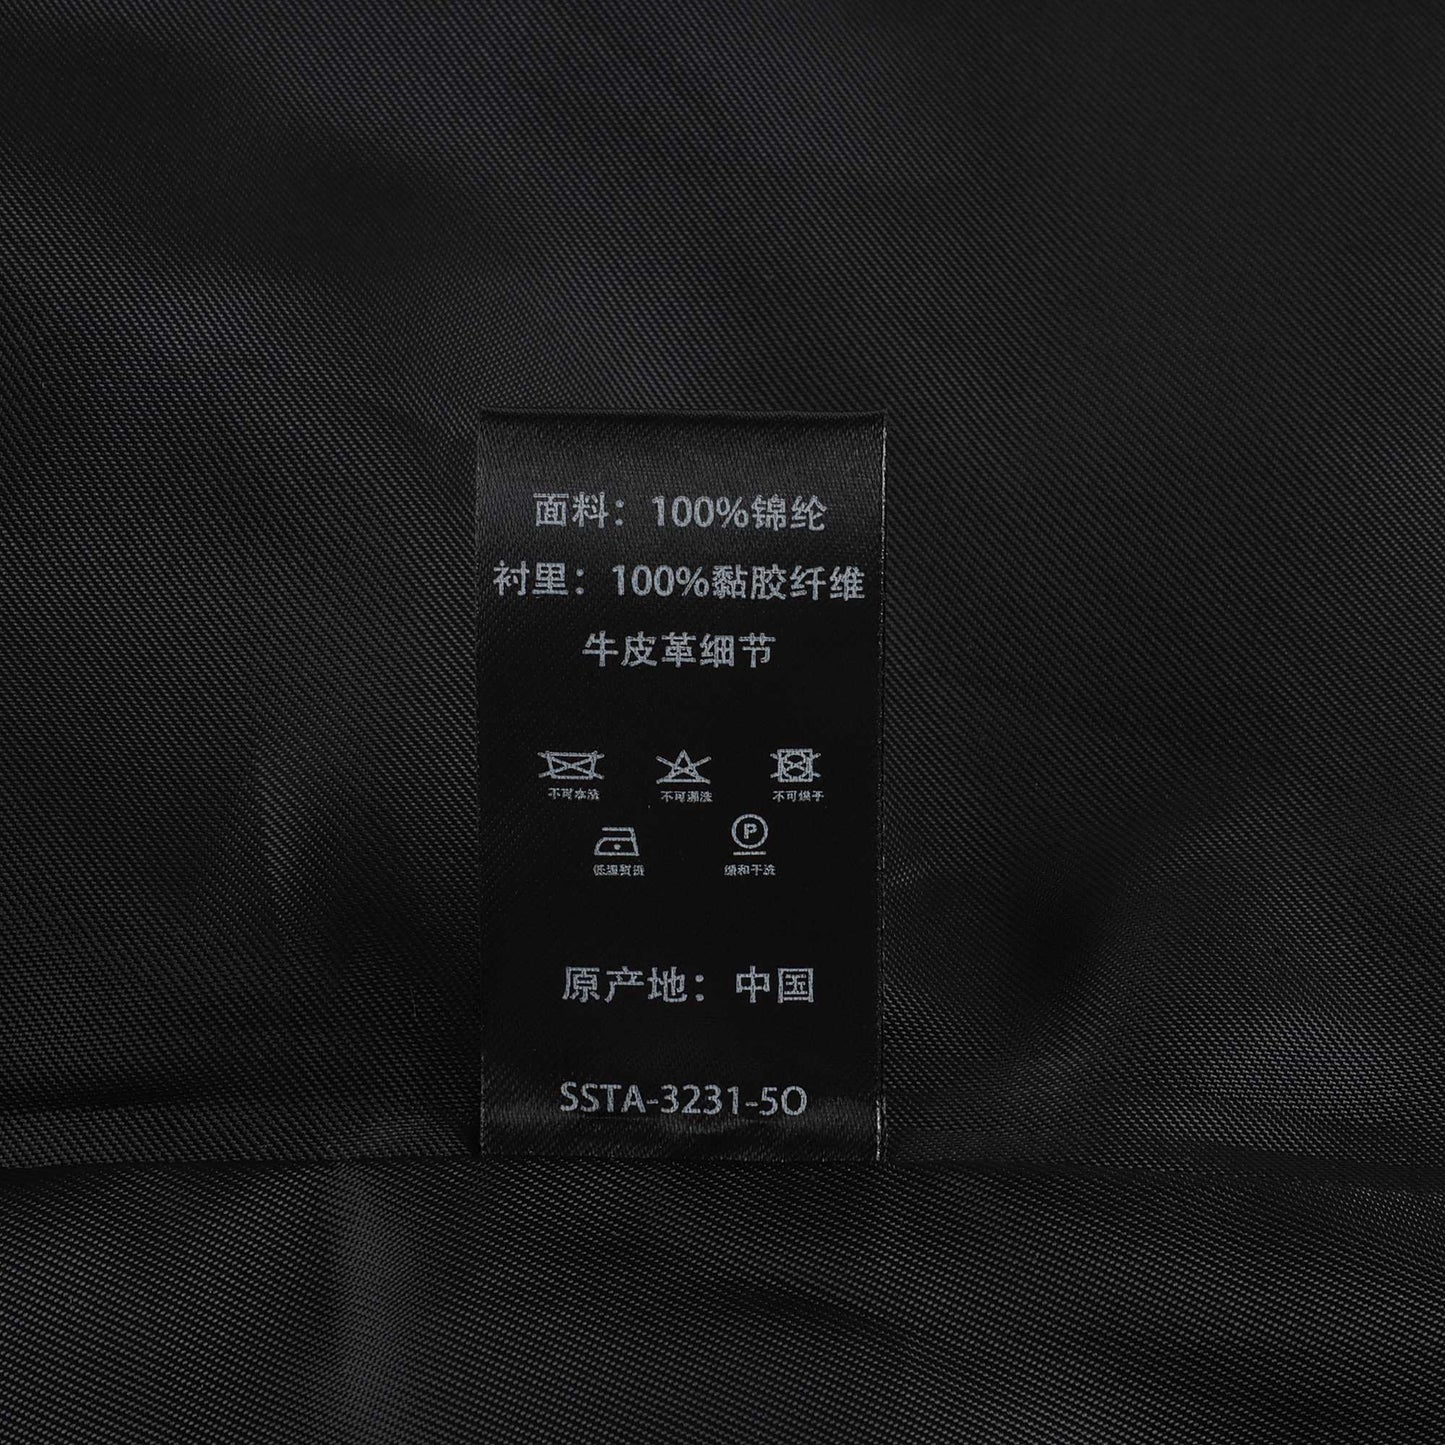 面料：100%锦纶
衬里：100%黏胶纤维
牛皮革细节
不可水洗 不可漂洗 不可烘干
P
低温熨烫 缓和干洗
原产地：中国
SSTA-3231-5O